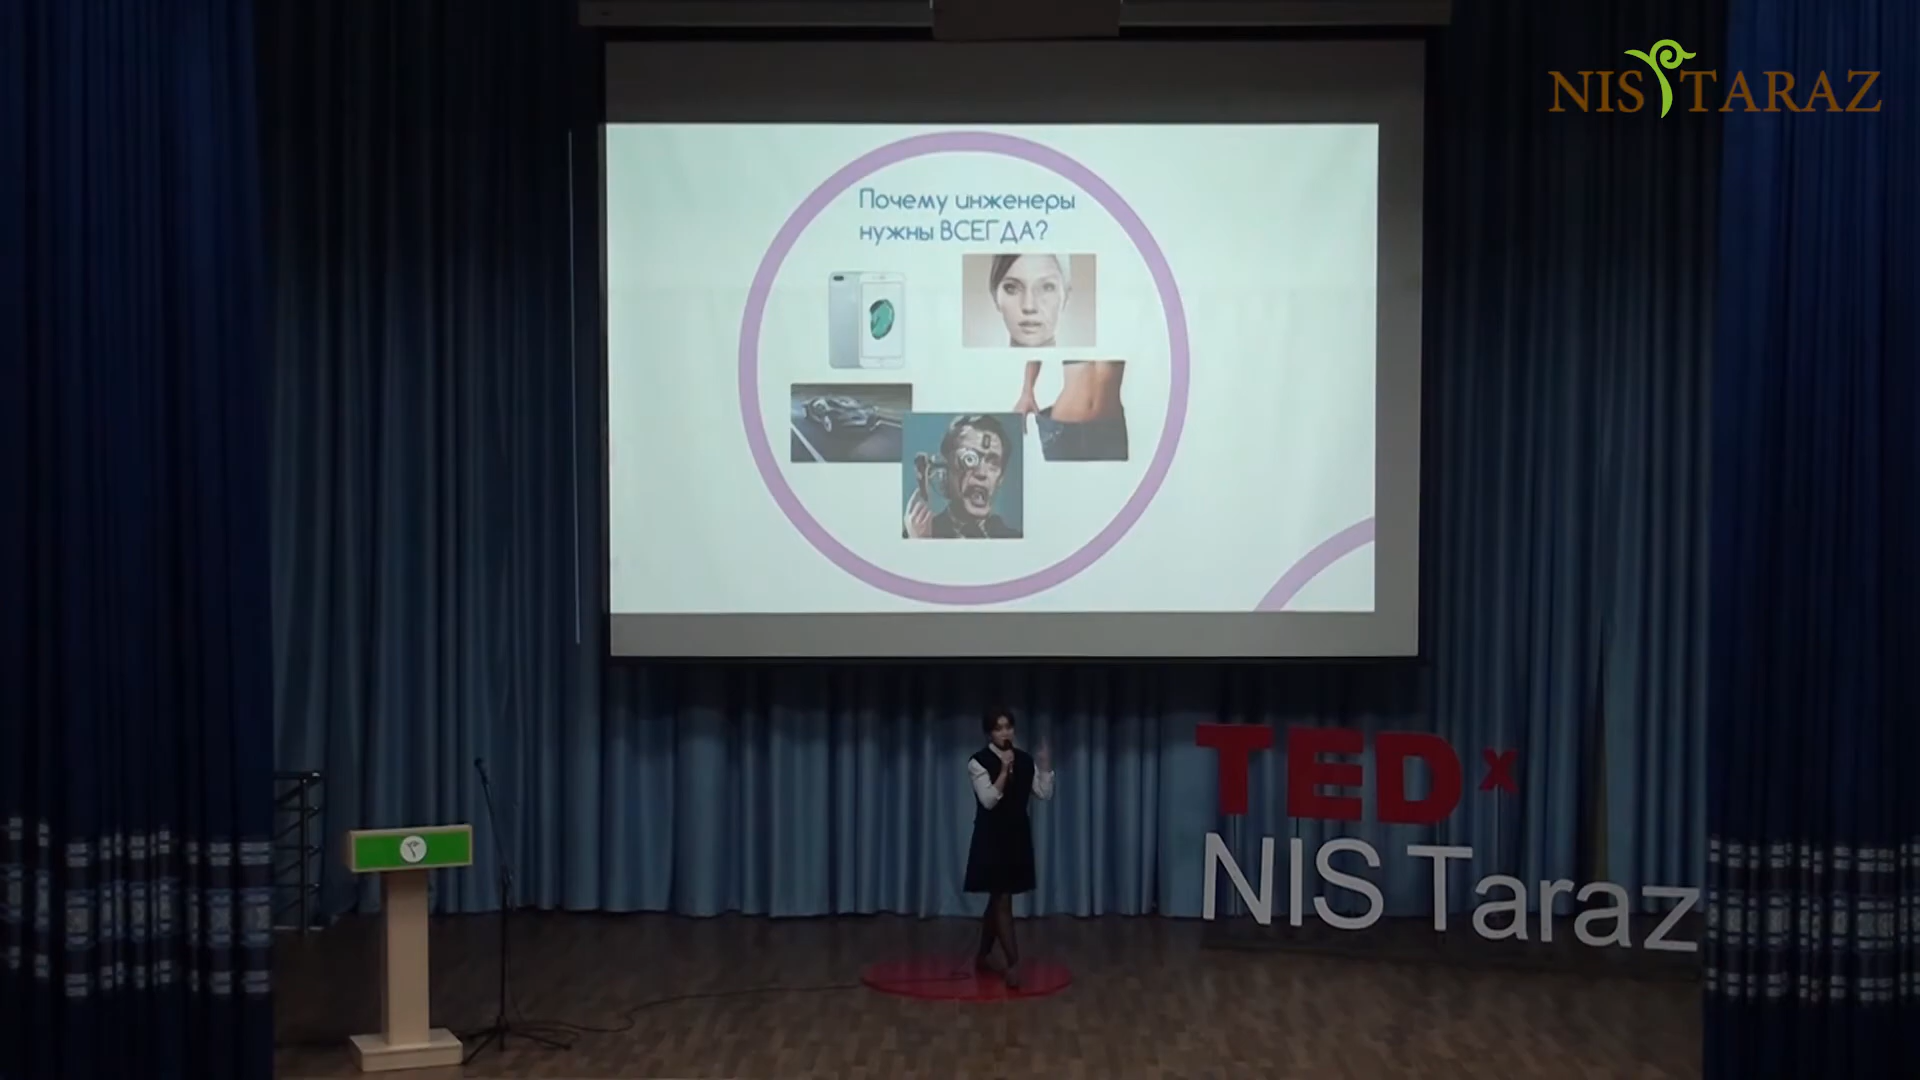 NIS TARAZ
Почему инженеры
нужны ВСЕГДА?
TEDx
NIS Taraz